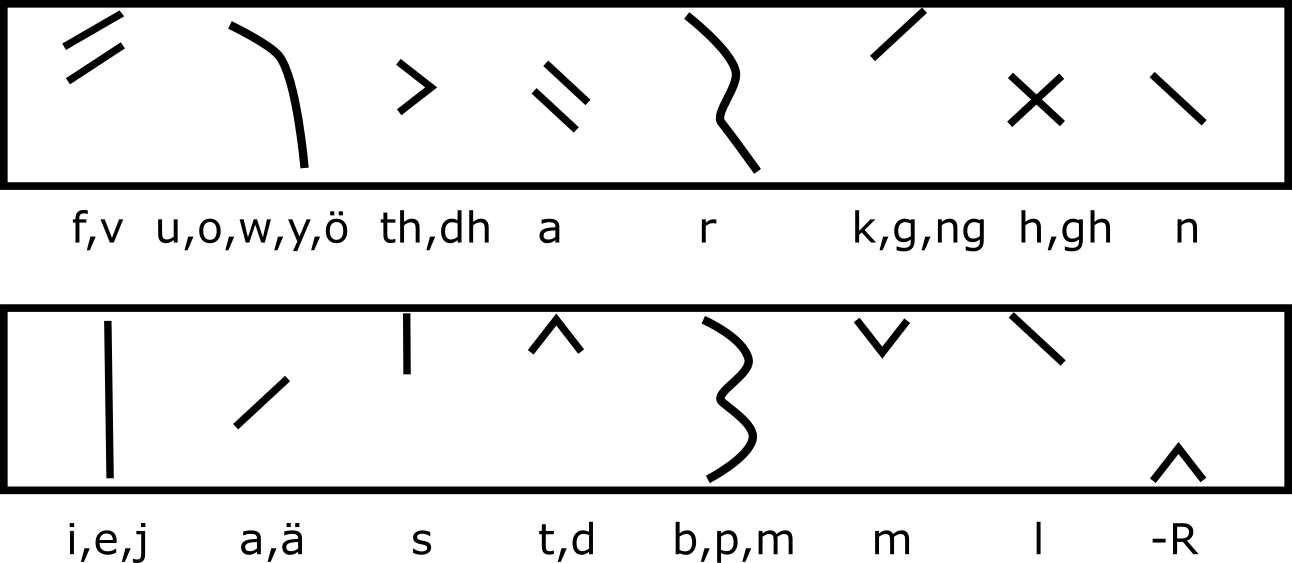 f,v u,o,w,y,ö th,dh a r k,g,ng h,gh n
i,e,j a,ä s t,d b,p,m m l -R